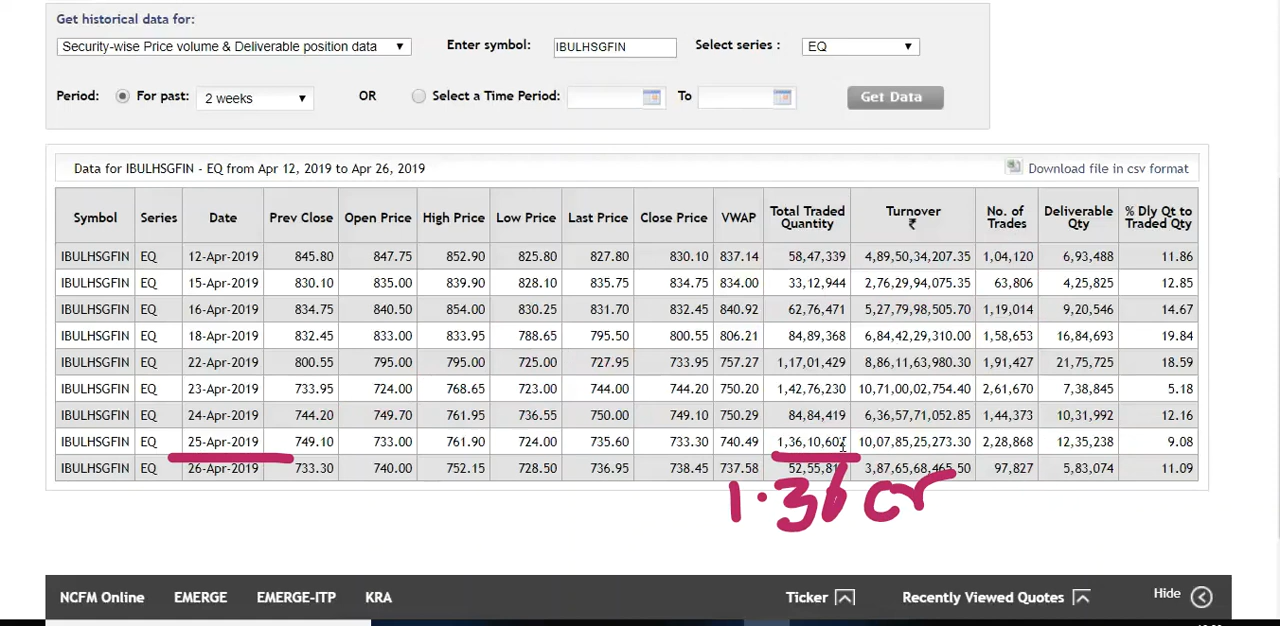 Get historical data for:
Security-wise Price volume & Deliverable position data Enter symbol: IBULHSGFIN Select series : EQ
Period: For past: 2 weeks OR Select a Time Period: To Get Data
Data for IBULHSGFIN - EQ from Apr 12, 2019 to Apr 26, 2019 Download file in csv format
Symbol Series Date Prev Close Open Price High Price Low Price Last Price Close Price VWAP Total Traded Quantity Turnover ₹ No. of Trades Deliverable Qty % Dly Qt to Traded Qty
IBULHSGFIN EQ 12-Apr-2019 845.80 847.75 852.90 825.80 827.80 830.10 837.14 58,47,339 4,89,50,34,207.35 1,04,120 6,93,488 11.86
IBULHSGFIN EQ 15-Apr-2019 830.10 835.00 839.90 828.10 835.75 834.75 834.00 33,12,944 2,76,29,94,075.35 63,806 4,25,825 12.85
IBULHSGFIN EQ 16-Apr-2019 834.75 840.50 854.00 830.25 831.70 832.45 840.92 62,76,471 5,27,79,98,505.70 1,19,014 9,20,546 14.67
IBULHSGFIN EQ 18-Apr-2019 832.45 833.00 833.95 788.65 795.50 800.55 806.21 84,89,368 6,84,42,29,310.00 1,58,653 16,84,693 19.84
IBULHSGFIN EQ 22-Apr-2019 800.55 795.00 795.00 725.00 727.95 733.95 757.27 1,17,01,429 8,86,11,63,980.30 1,91,427 21,75,725 18.59
IBULHSGFIN EQ 23-Apr-2019 733.95 724.00 768.65 723.00 744.00 744.20 750.20 1,42,76,230 10,71,00,02,754.40 2,61,670 7,38,845 5.18
IBULHSGFIN EQ 24-Apr-2019 744.20 749.70 761.95 736.55 750.00 749.10 750.29 84,84,419 6,36,57,71,052.85 1,44,373 10,31,992 12.16
IBULHSGFIN EQ 25-Apr-2019 749.10 733.00 761.90 724.00 735.60 733.30 740.49 10,07,85,25,273.30 2,28,868 12,35,238 9.08
IBULHSGFIN EQ 26-Apr-2019 733.30 740.00 752.15 728.50 736.95 738.45 737.58 3,87,65,68,465.50 97,827 5,83,074 11.09
1.36 cr
NCFM Online EMERGE EMERGE-ITP KRA Ticker Recently Viewed Quotes Hide